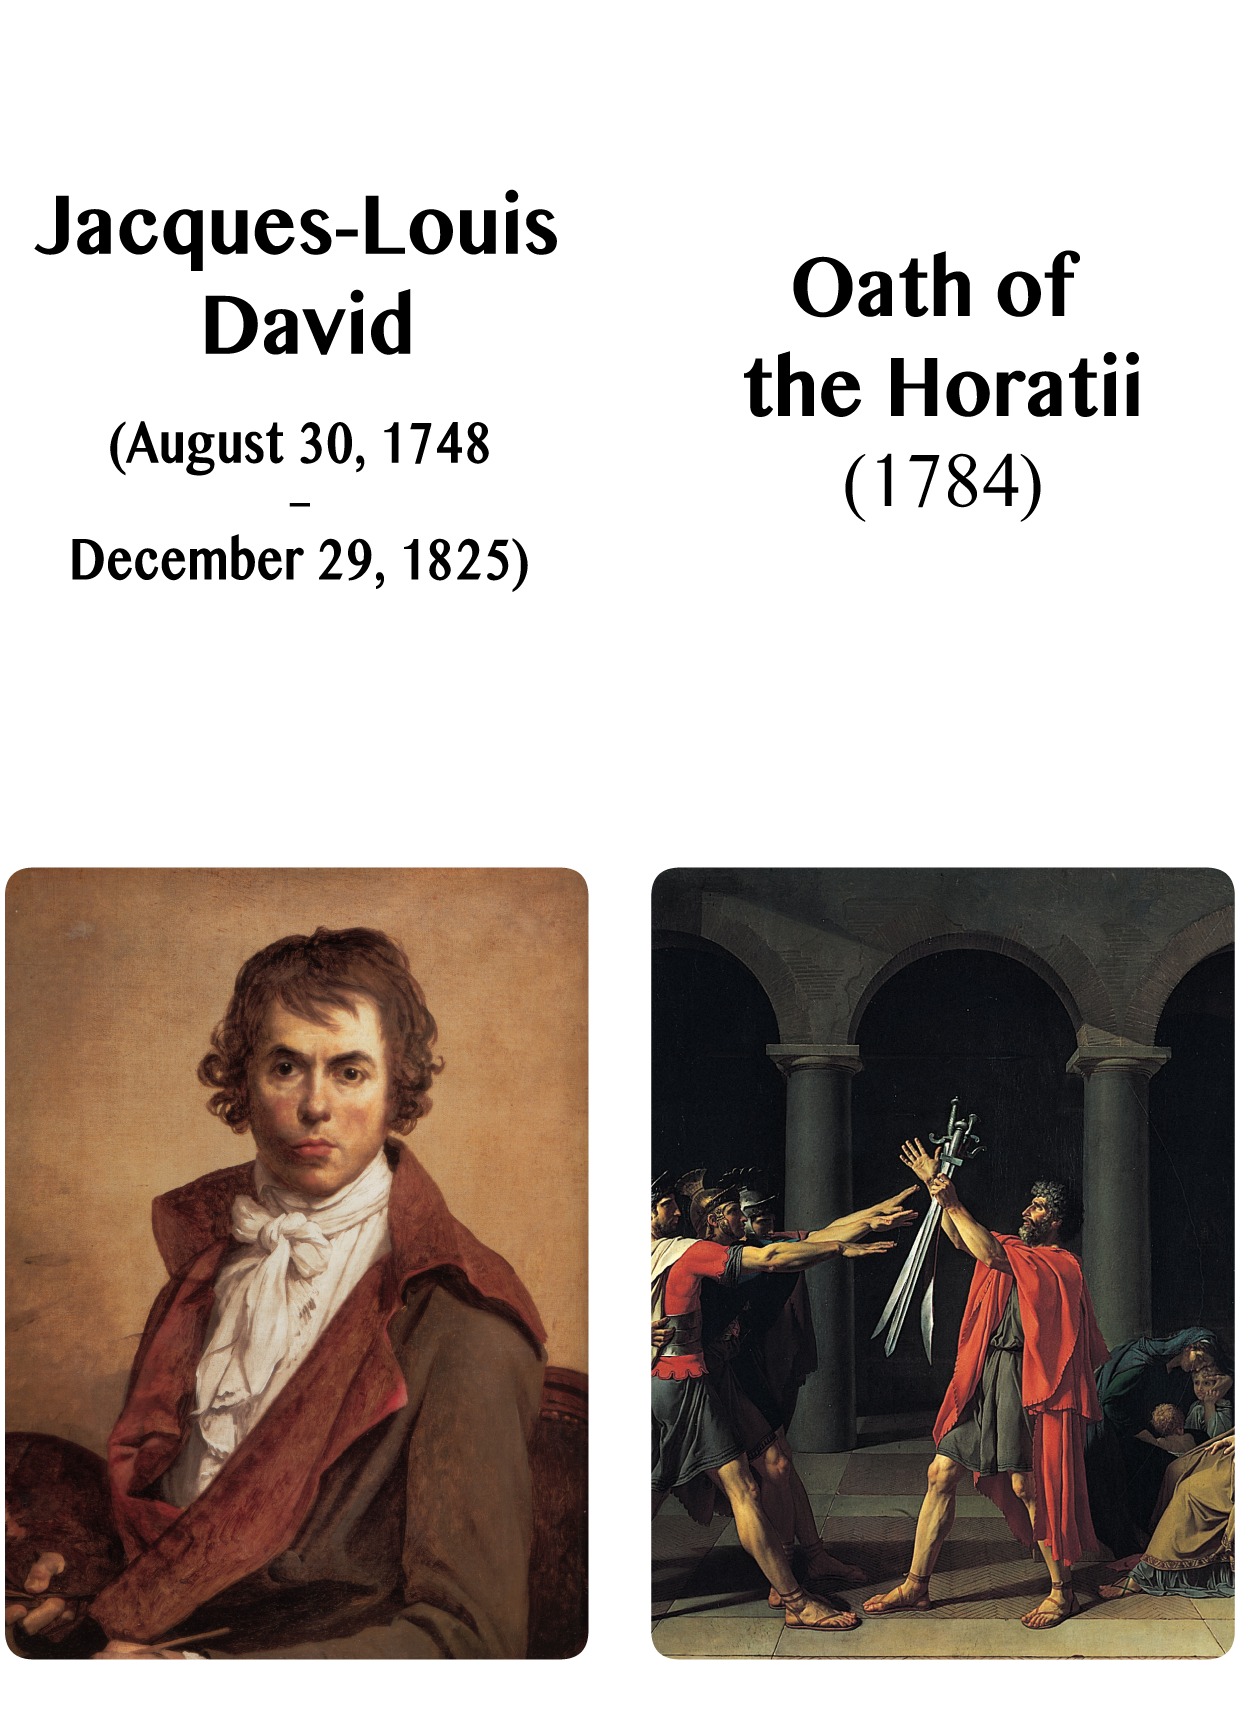 Jacques-Louis
David
(August 30, 1748
–
December 29, 1825)
Oath of
the Horatii
(1784)